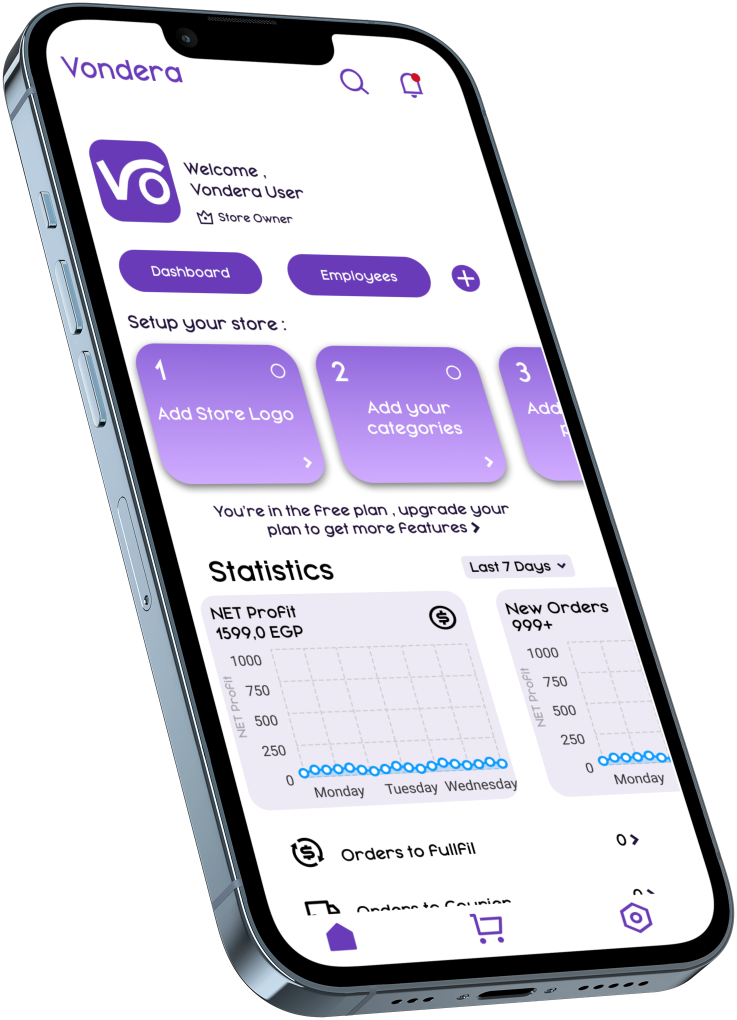 Vondera
Vo
Welcome ,
Vondera User
Store Owner
Dashboard
Employees
Setup your store :
1
Add Store Logo
2
Add your
categories
3
Add
You're in the free plan , upgrade your
plan to get more features
Statistics
Last 7 Days
NET Profit
1599,0 EGP
1000
750
500
250
0
NET Profit
Monday Tuesday Wednesday
New Orders
999+
1000
750
500
250
0
NET Profit
Monday
Orders to Fullfil
0
Orders to Courier
0